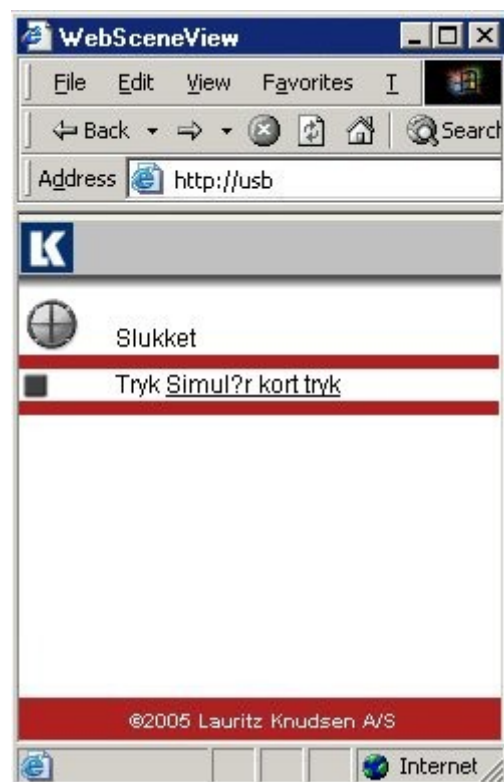 WebSceneView
File Edit View Favorites T
Back Search
Address http://usb
LK
Slukket
Tryk Simul?r kort tryk
©2005 Lauritz Knudsen A/S
Internet